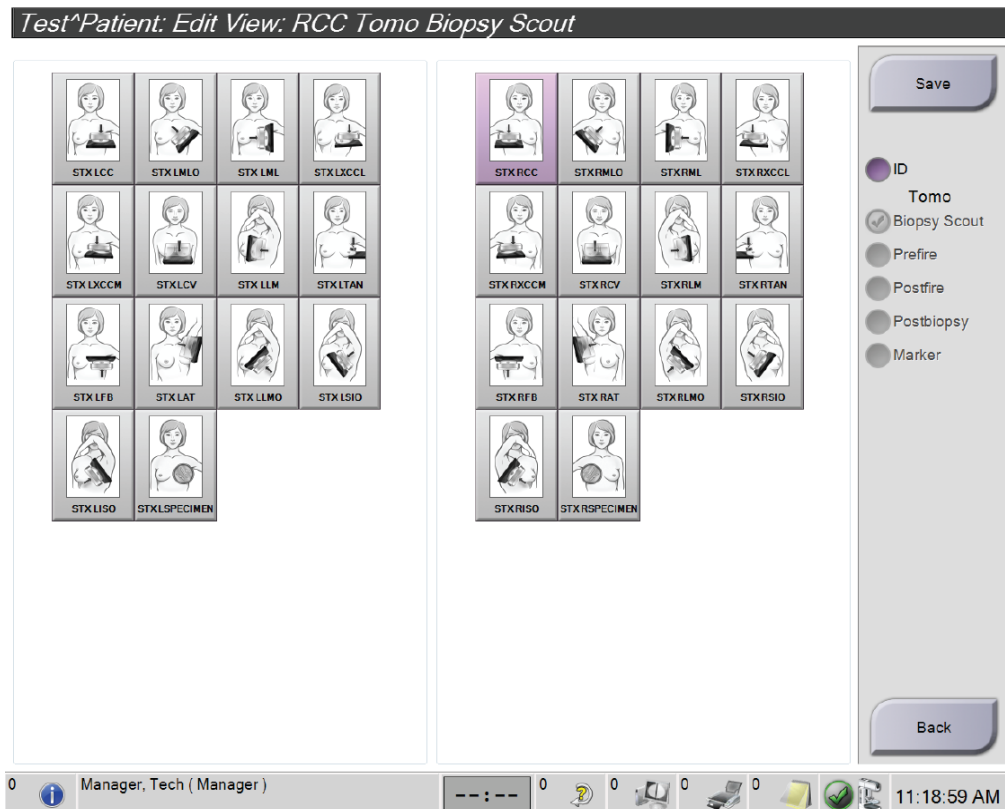 Test^Patient: Edit View: RCC Tomo Biopsy Scout
STX LCC STX LMLO STX LML STX LXCCL
STX LXCCM STX LCV STX LLM STX LTAN
STX LFB STX LAT STX LLMO STX LSIO
STX LISO STX LSPECIMEN
STX RCC STX RMLO STX RML STX RXCCL
STX RXCCM STX RCV STX RLM STX RTAN
STX RFB STX RAT STX RLMO STX RSIO
STX RISO STX RSPECIMEN
Save
ID
Tomo
Biopsy Scout
Prefire
Postfire
Postbiopsy
Marker
Back
0 Manager, Tech ( Manager ) --:-- 0 0 0 0 11:18:59 AM